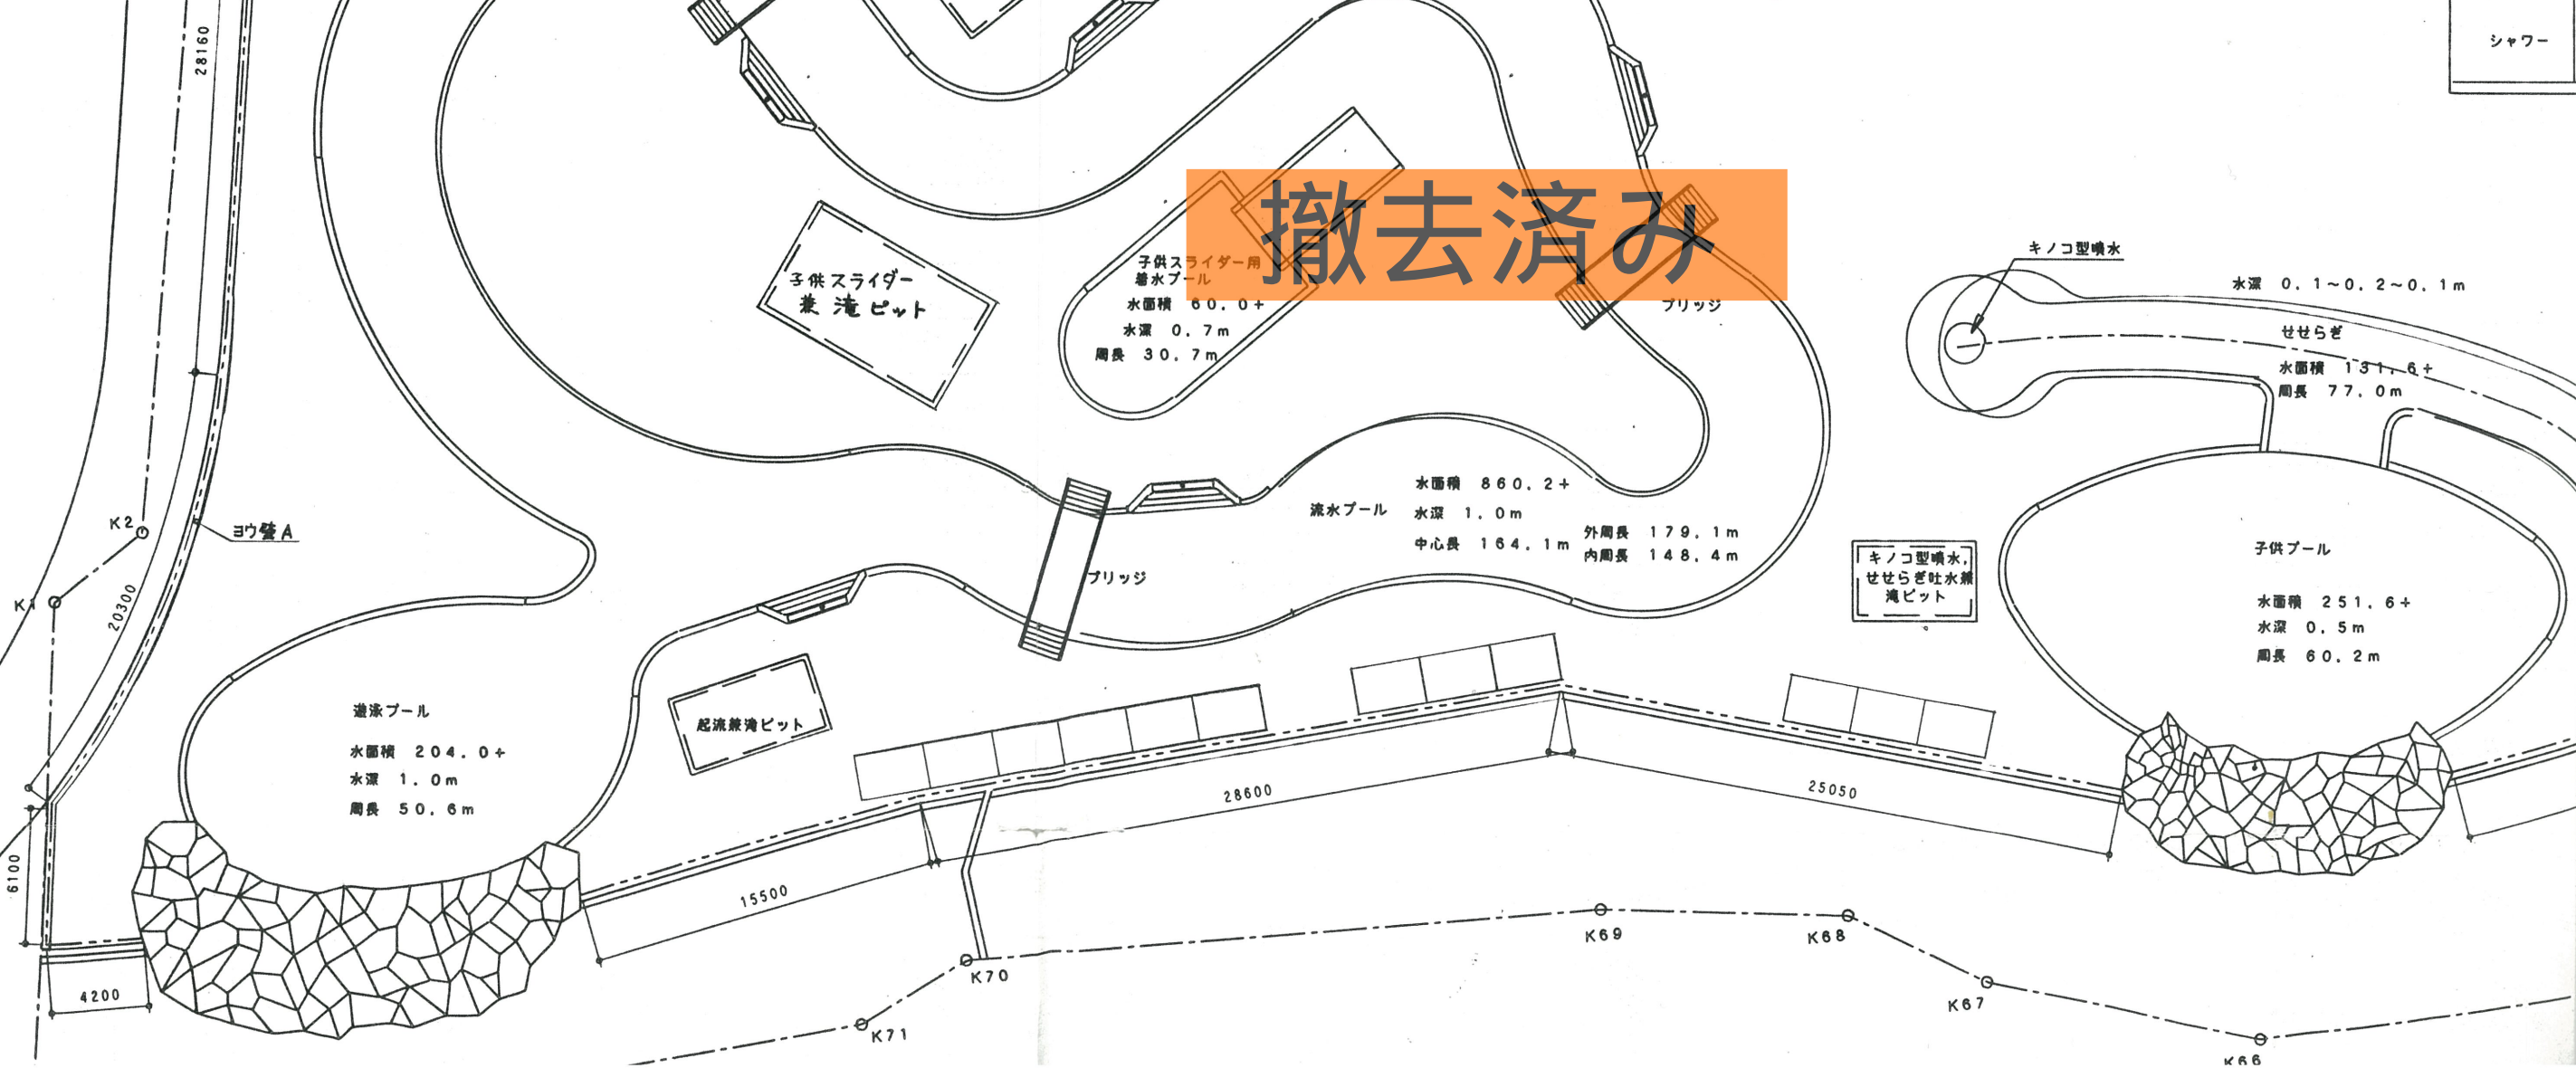 28160
シャワー
撤去済み
子供スライダー用
着水プール
水面積 60.0+
水深 0.7m
周長 30.7m
子供スライダー
兼滝ピット
ブリッジ
キノコ型噴水
水深 0.1~0.2~0.1m
せせらぎ
水面積 131.6+
周長 77.0m
K2
ヨウ壁A
K1
20300
流水プール
水面積 860.2+
水深 1.0m
中心長 164.1m
外周長 179.1m
内周長 148.4m
ブリッジ
キノコ型噴水,
せせらぎ吐水兼
滝ピット
子供プール
水面積 251.6+
水深 0.5m
周長 60.2m
遊泳プール
水面積 204.0+
水深 1.0m
周長 50.6m
起流兼滝ピット
28600
25050
6100
15500
4200
K69
K68
K70
K67
K71
K66